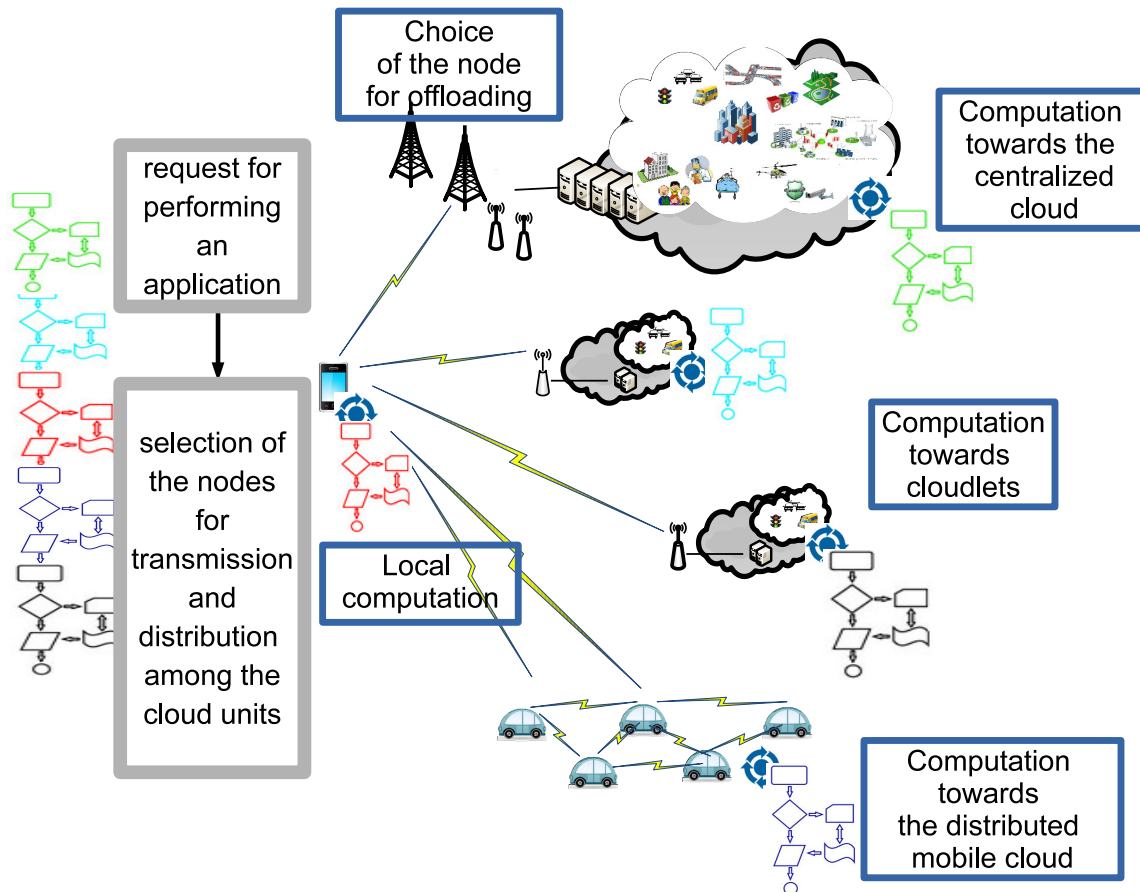 Choice
of the node
for offloading
Computation
towards the
centralized
cloud
request for
performing
an
application
selection of
the nodes
for
transmission
and
distribution
among the
cloud units
Computation
towards
cloudlets
Local
computation
Computation
towards
the distributed
mobile cloud